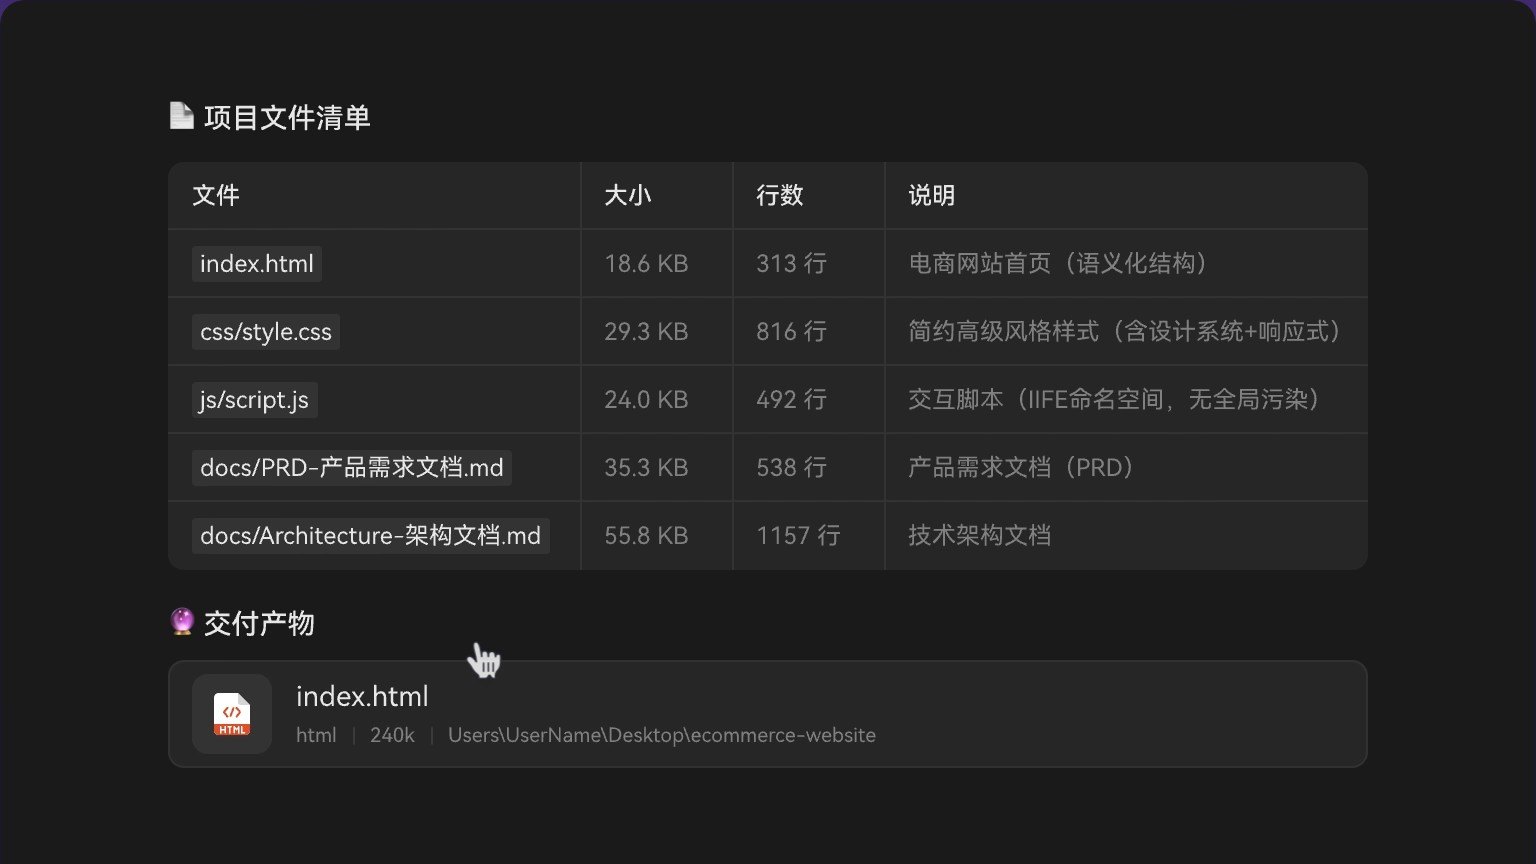 项目文件清单
文件 大小 行数 说明
index.html 18.6 KB 313 行 电商网站首页（语义化结构）
css/style.css 29.3 KB 816 行 简约高级风格样式（含设计系统+响应式）
js/script.js 24.0 KB 492 行 交互脚本（IIFE命名空间，无全局污染）
docs/PRD-产品需求文档.md 35.3 KB 538 行 产品需求文档（PRD）
docs/Architecture-架构文档.md 55.8 KB 1157 行 技术架构文档
交付产物
index.html
HTML
html | 240k | Users\UserName\Desktop\ecommerce-website